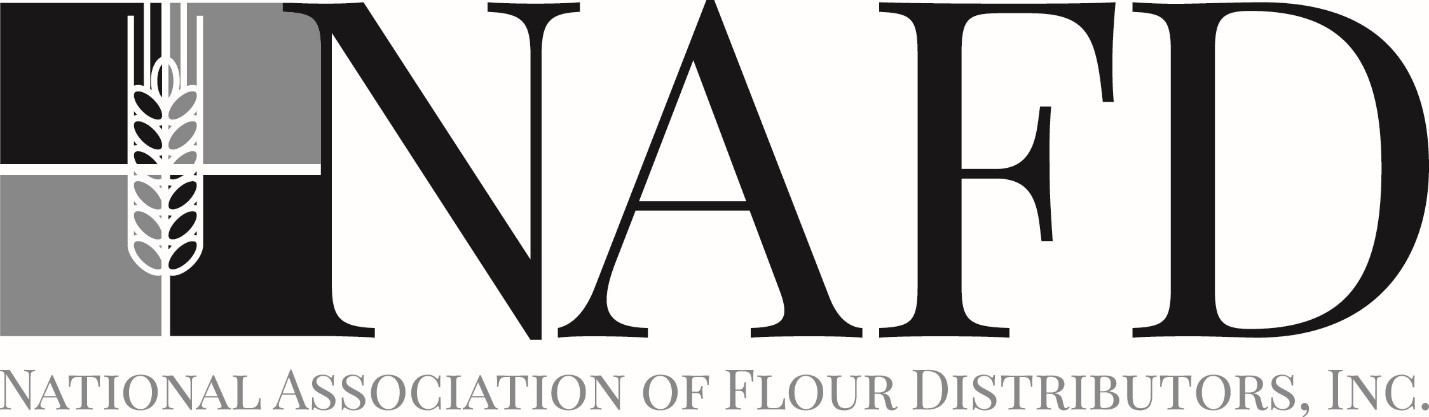 NAFD
National Association of Flour Distributors, Inc.